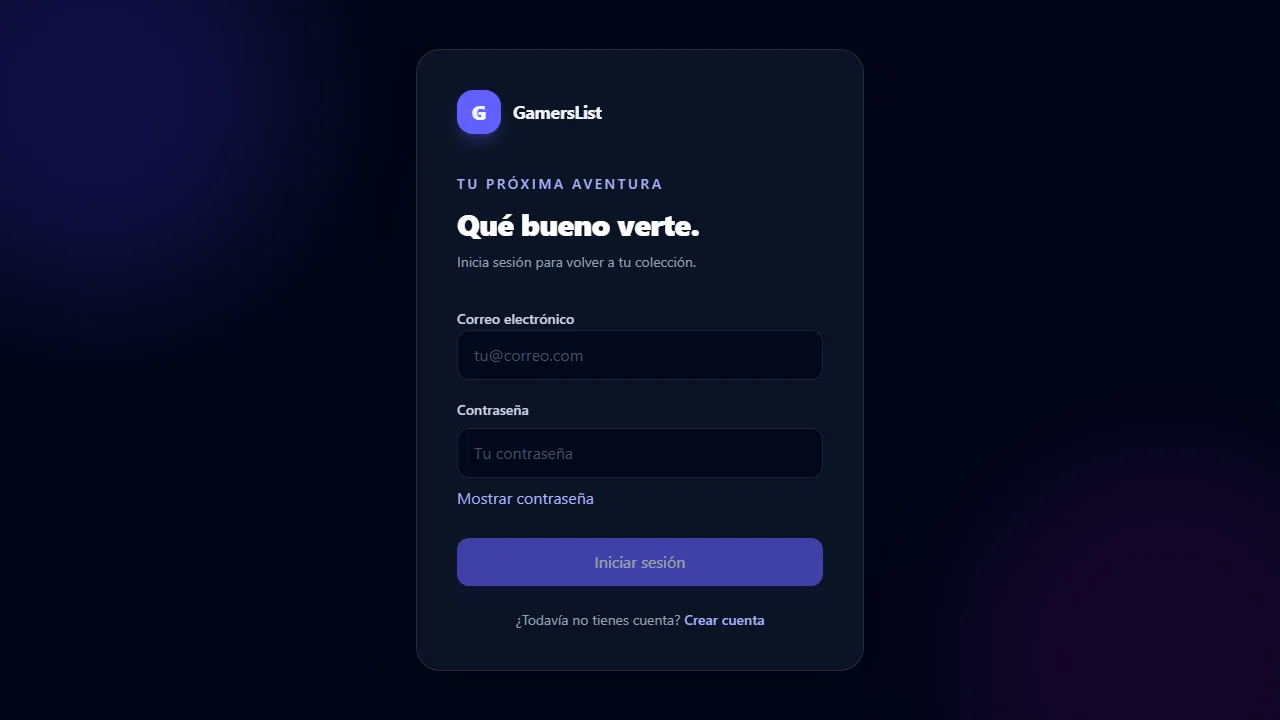 G
GamersList
TU PRÓXIMA AVENTURA
Qué bueno verte.
Inicia sesión para volver a tu colección.
Correo electrónico
tu@correo.com
Contraseña
Tu contraseña
Mostrar contraseña
Iniciar sesión
¿Todavía no tienes cuenta? Crear cuenta